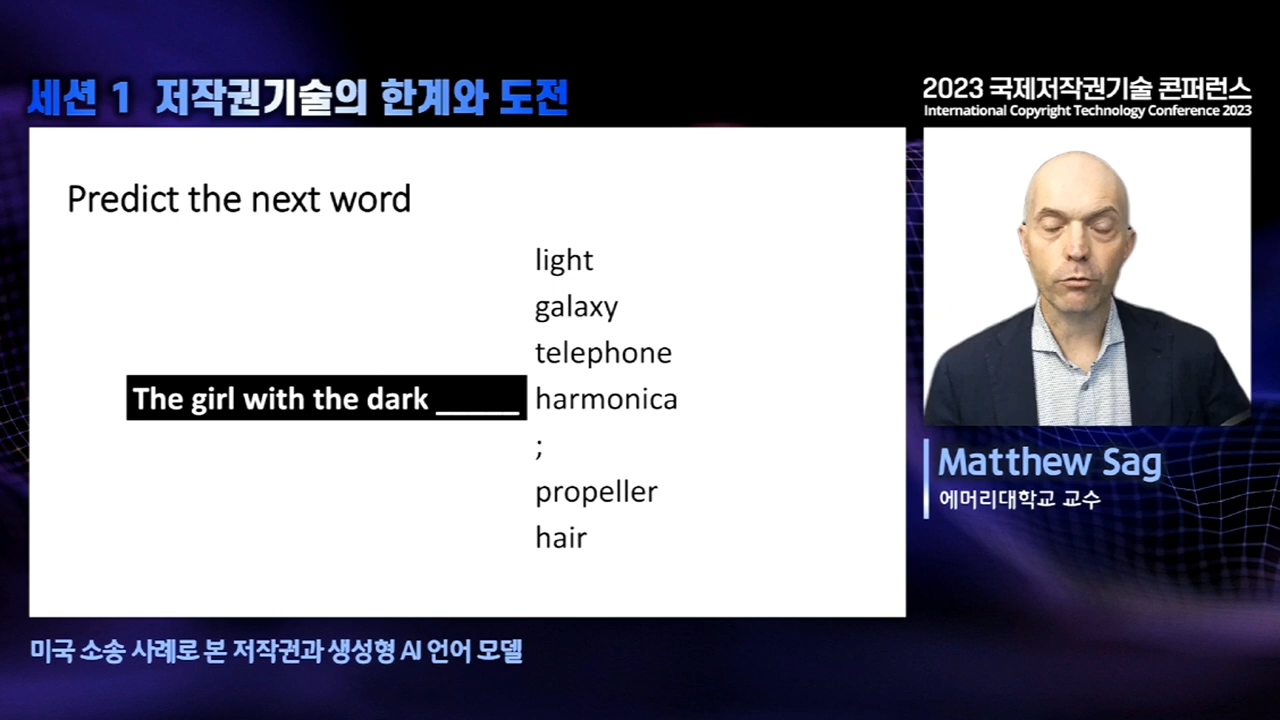 세션 1 저작권기술의 한계와 도전
2023 국제저작권기술 콘퍼런스
International Copyright Technology Conference 2023
Predict the next word
light
galaxy
telephone
The girl with the dark ______ harmonica
;
propeller
hair
Matthew Sag
에머리대학교 교수
미국 소송 사례로 본 저작권과 생성형 AI 언어 모델